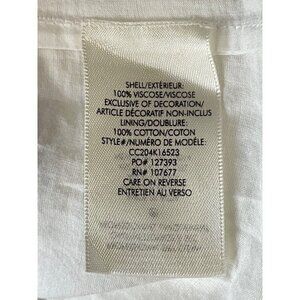 SHELL/EXTÉRIEUR:
100% VISCOSE/VISCOSE
EXCLUSIVE OF DECORATION/
ARTICLE DÉCORATIF NON-INCLUS
LINING/DOUBLURE:
100% COTTON/COTON
STYLE#/NUMÉRO DE MODÈLE:
CC204K16523
PO# 127393
RN# 107677
CARE ON REVERSE
ENTRETIEN AU VERSO